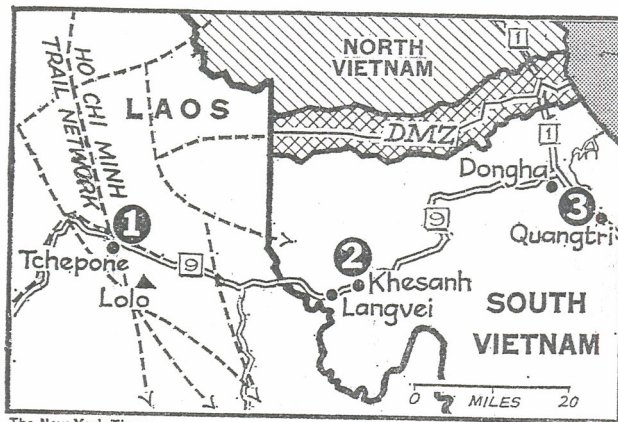 HO CHI MINH
TRAIL NETWORK
LAOS
NORTH
VIETNAM
1
DMZ
1
Dongha
9
3
Quangtri
1
Tchepone
9
Lolo
2
Khesanh
Langvei
SOUTH
VIETNAM
0 MILES 20
The New York